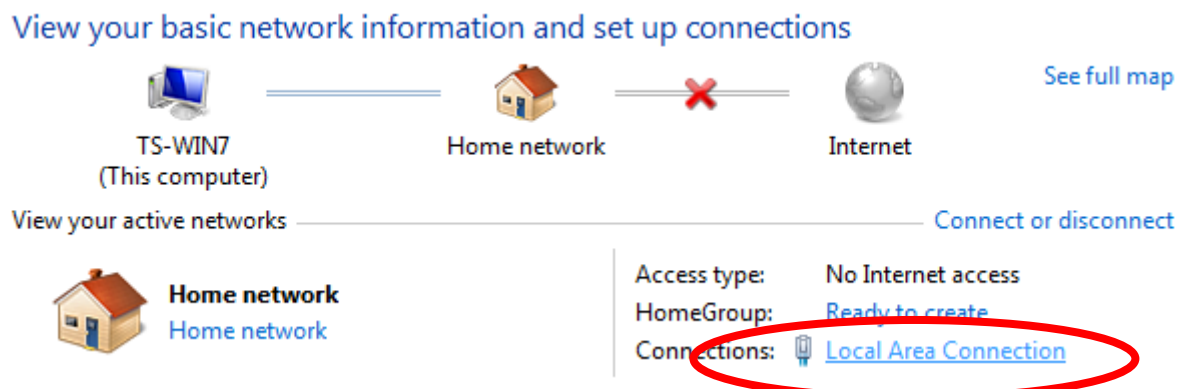 View your basic network information and set up connections
See full map
TS-WIN7
(This computer)
Home network
Internet
View your active networks
Connect or disconnect
Home network
Home network
Access type: No Internet access
HomeGroup: Ready to create
Connections: Local Area Connection